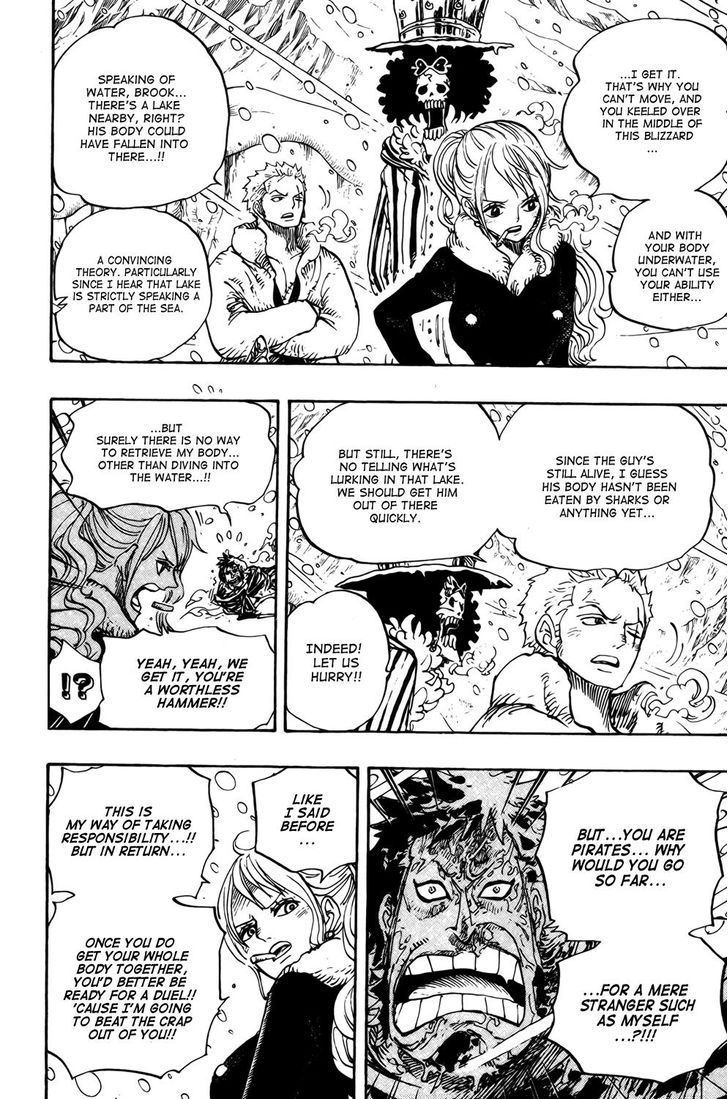 ...I GET IT.
THAT'S WHY YOU
CAN'T MOVE, AND
YOU KEELED OVER
IN THE MIDDLE OF
THIS BLIZZARD
...
AND WITH
YOUR BODY
UNDERWATER,
YOU CAN'T USE
YOUR ABILITY
EITHER...
SPEAKING OF
WATER, BROOK...
THERE'S A LAKE
NEARBY, RIGHT?
HIS BODY COULD
HAVE FALLEN INTO
THERE...!!
A CONVINCING
THEORY. PARTICULARLY
SINCE I HEAR THAT LAKE
IS STRICTLY SPEAKING
A PART OF THE SEA.
SINCE THE GUY'S
STILL ALIVE, I GUESS
HIS BODY HASN'T BEEN
EATEN BY SHARKS OR
ANYTHING YET...
BUT STILL, THERE'S
NO TELLING WHAT'S
LURKING IN THAT LAKE.
WE SHOULD GET HIM
OUT OF THERE
QUICKLY.
INDEED!
LET US
HURRY!!
...BUT
SURELY THERE IS NO WAY
TO RETRIEVE MY BODY...
OTHER THAN DIVING INTO
THE WATER...!!
YEAH, YEAH, WE
GET IT, YOU'RE
A WORTHLESS
HAMMER!!
!?
BUT...YOU ARE
PIRATES... WHY
WOULD YOU GO
SO FAR...
...FOR A MERE
STRANGER SUCH
AS MYSELF
...?!!!
LIKE
I SAID
BEFORE
...
THIS IS
MY WAY OF TAKING
RESPONSIBILITY...!!
BUT IN RETURN...
ONCE YOU DO
GET YOUR WHOLE
BODY TOGETHER,
YOU'D BETTER BE
READY FOR A DUEL!!
'CAUSE I'M GOING
TO BEAT THE CRAP
OUT OF YOU!!